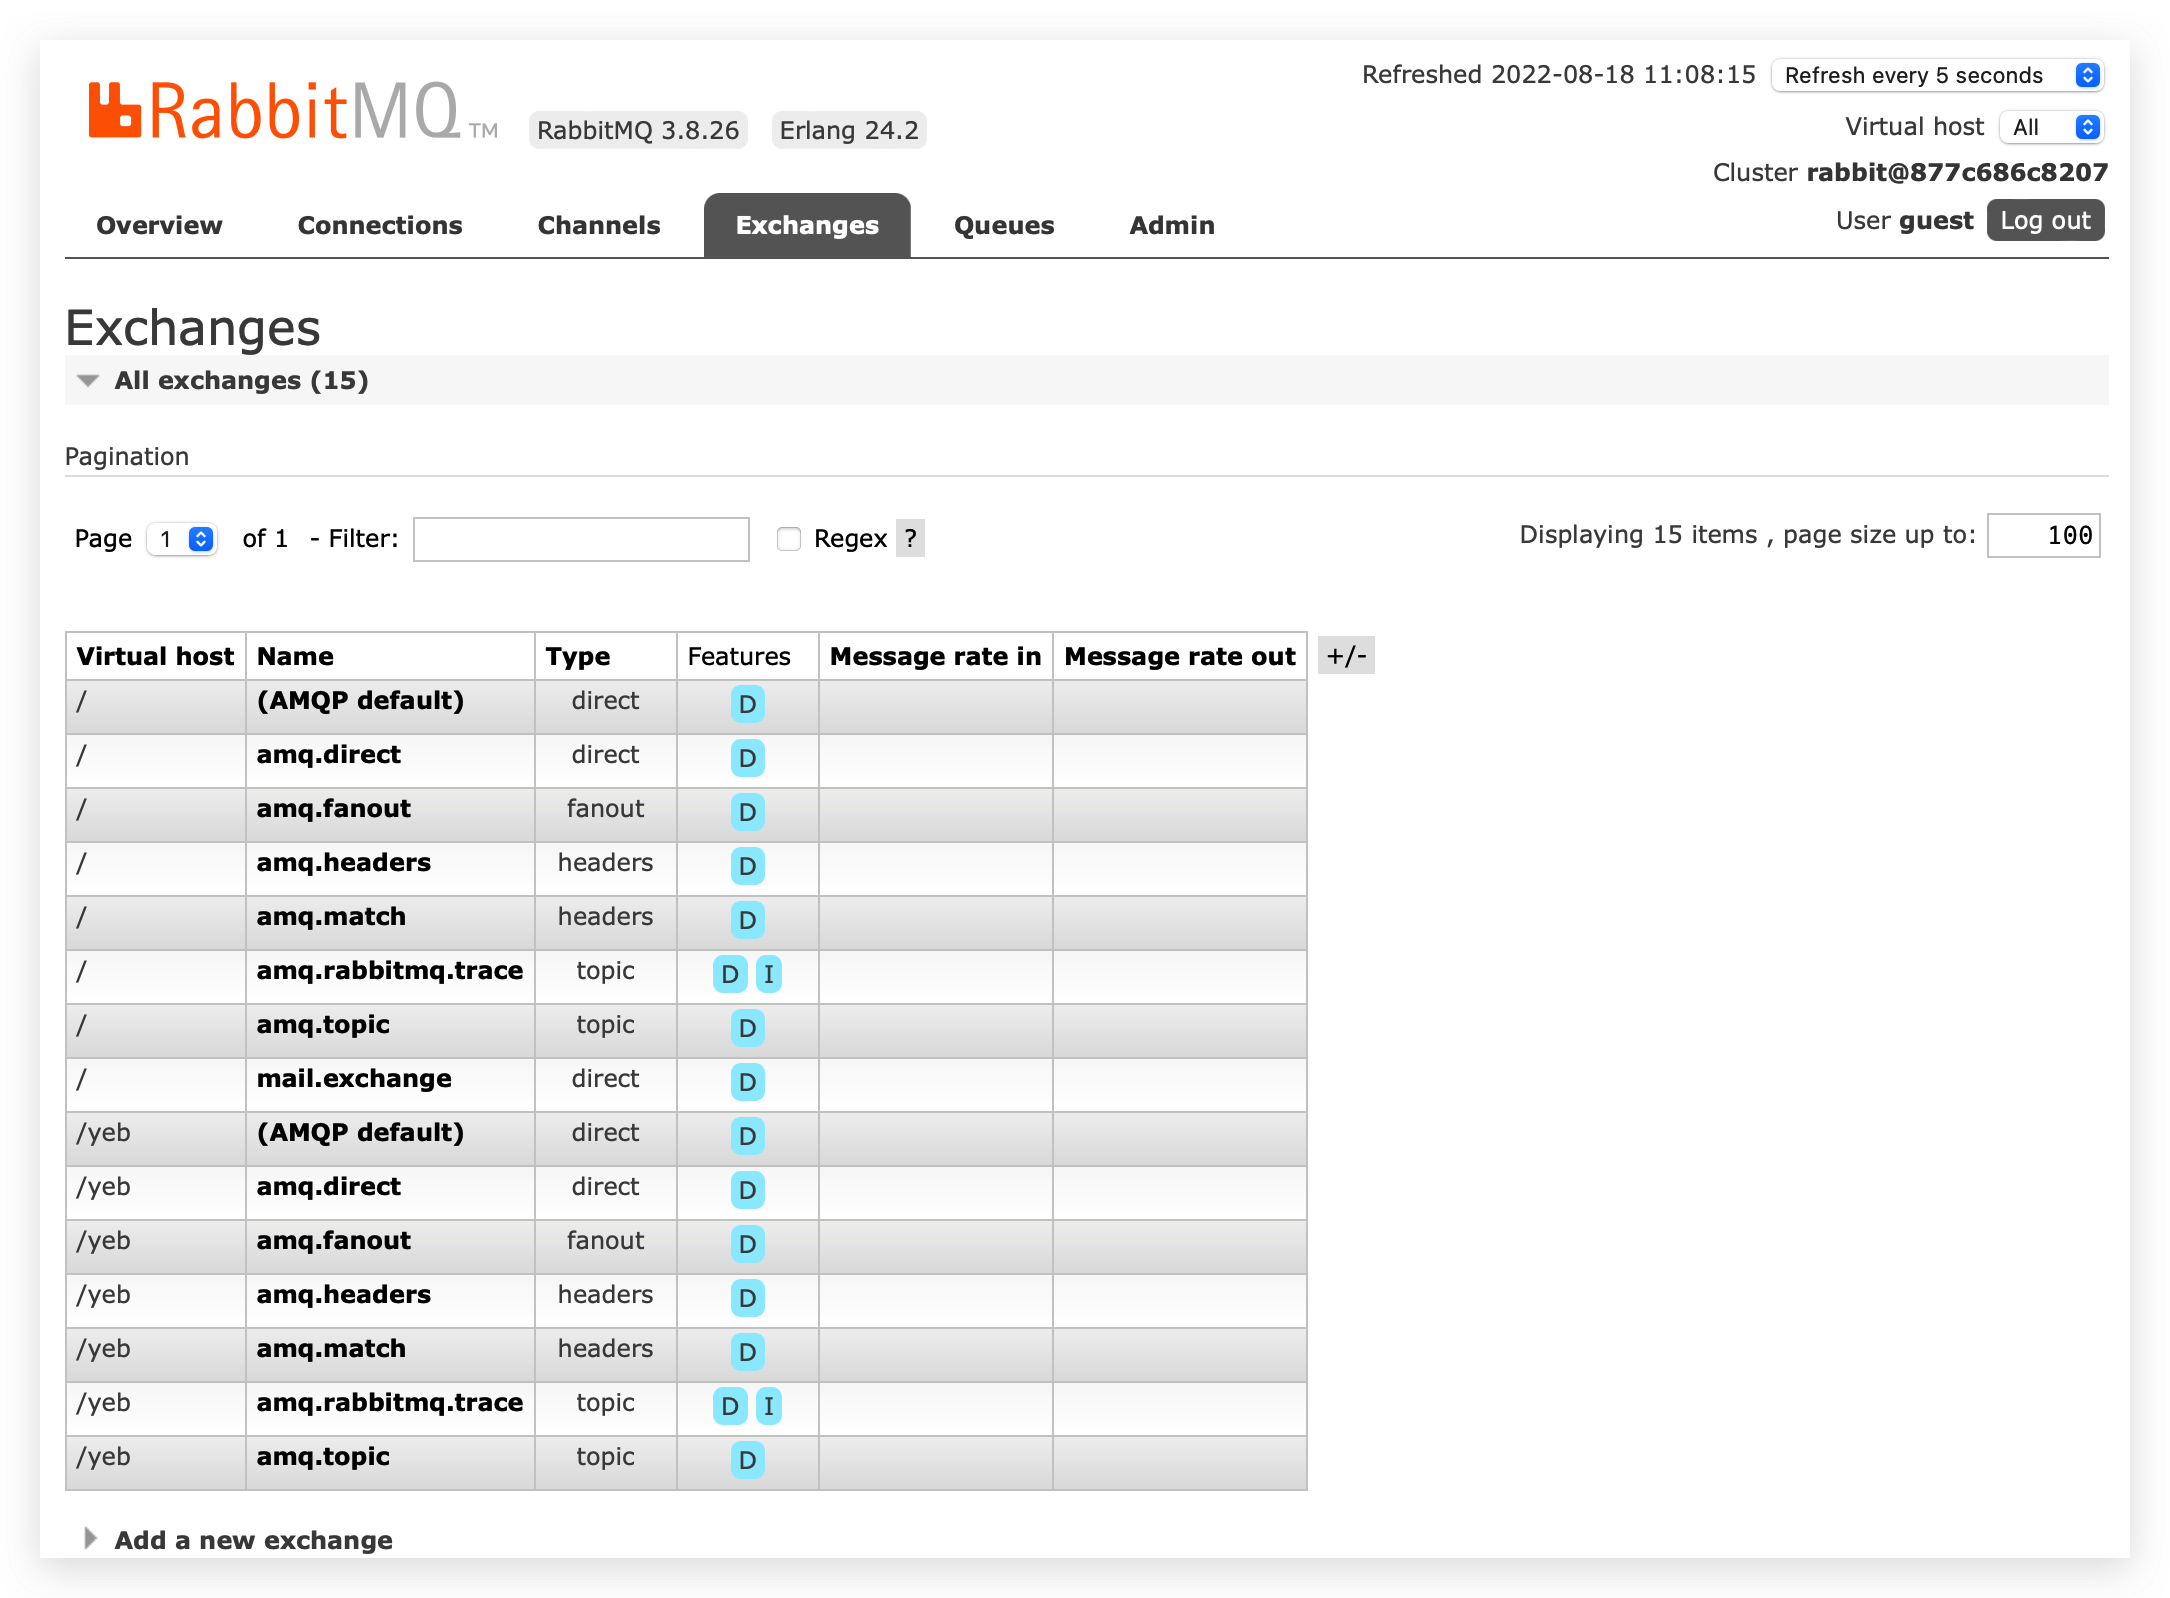 RabbitMQ TM RabbitMQ 3.8.26 Erlang 24.2
Refreshed 2022-08-18 11:08:15 Refresh every 5 seconds
Virtual host All
Cluster rabbit@877c686c8207
User guest Log out
Overview Connections Channels Exchanges Queues Admin
Exchanges
All exchanges (15)
Pagination
Page 1 of 1 - Filter: Regex ? Displaying 15 items , page size up to: 100
Virtual host Name Type Features Message rate in Message rate out +/-
/ (AMQP default) direct D
/ amq.direct direct D
/ amq.fanout fanout D
/ amq.headers headers D
/ amq.match headers D
/ amq.rabbitmq.trace topic D I
/ amq.topic topic D
/ mail.exchange direct D
/yeb (AMQP default) direct D
/yeb amq.direct direct D
/yeb amq.fanout fanout D
/yeb amq.headers headers D
/yeb amq.match headers D
/yeb amq.rabbitmq.trace topic D I
/yeb amq.topic topic D
Add a new exchange